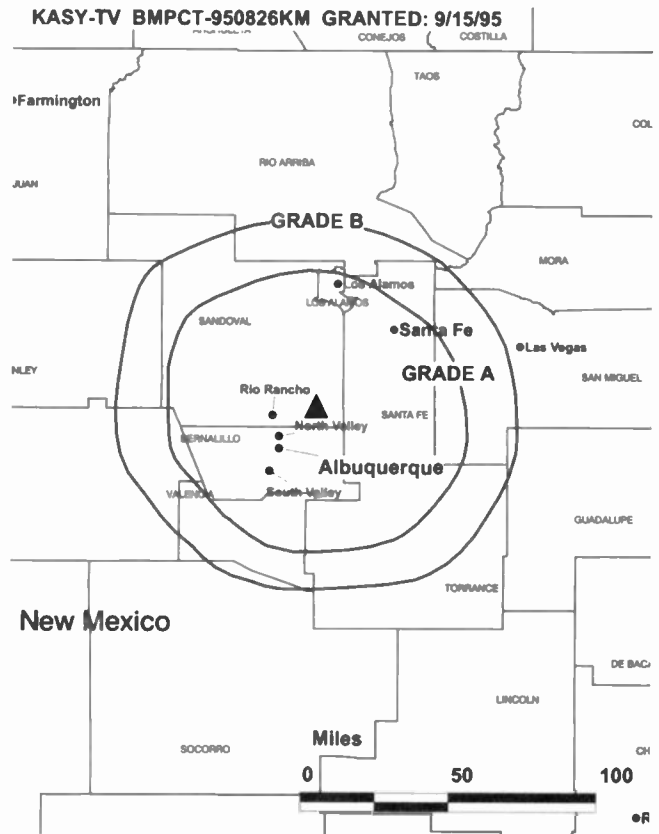 KASY-TV BMPCT-950826KM GRANTED: 9/15/95
CONEJOS
COSTILLA
TAOS
Farmington
COL
RIO ARRIBA
JUAN
GRADE B
MORA
Los Alamos
LOS ALAMOS
SANDOVAL
Santa Fe
Las Vegas
NLEY
GRADE A
SAN MIGUEL
Rio Rancho
SANTA FE
North Valley
BERNALILLO
Albuquerque
South Valley
VALENCIA
GUADALUPE
TORRANCE
New Mexico
DE BACA
LINCOLN
SOCORRO
Miles
CH
0 50 100
R